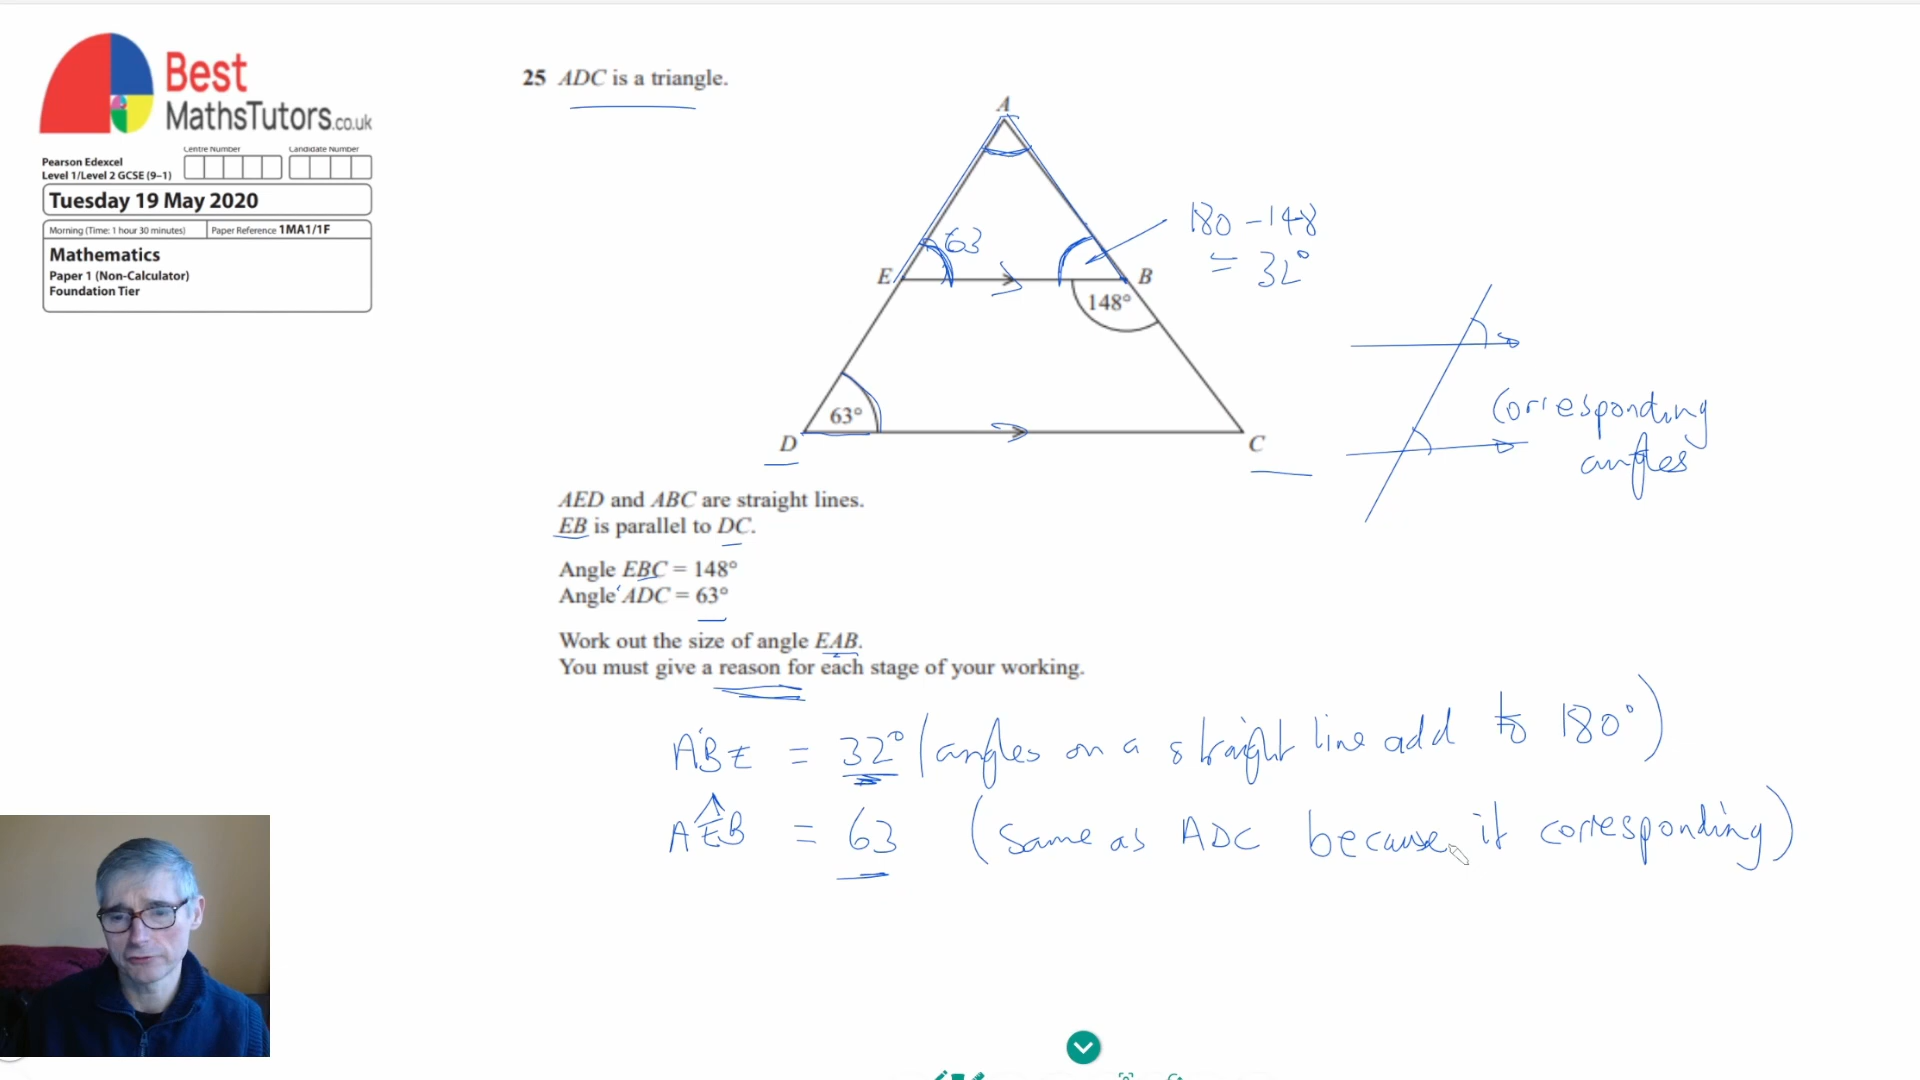 Best
MathsTutors.co.uk
Centre Number Candidate Number
Pearson Edexcel
Level 1/Level 2 GCSE (9–1)
Tuesday 19 May 2020
Morning (Time: 1 hour 30 minutes) Paper Reference 1MA1/1F
Mathematics
Paper 1 (Non-Calculator)
Foundation Tier
25 ADC is a triangle.
A
63
180 - 148
= 32°
E
B
148°
63°
D
C
Corresponding
angles
AED and ABC are straight lines.
EB is parallel to DC.
Angle EBC = 148°
Angle ADC = 63°
Work out the size of angle EAB.
You must give a reason for each stage of your working.
ABE = 32° (angles on a straight line add to 180°)
AÊB = 63 (same as ADC because it corresponding)